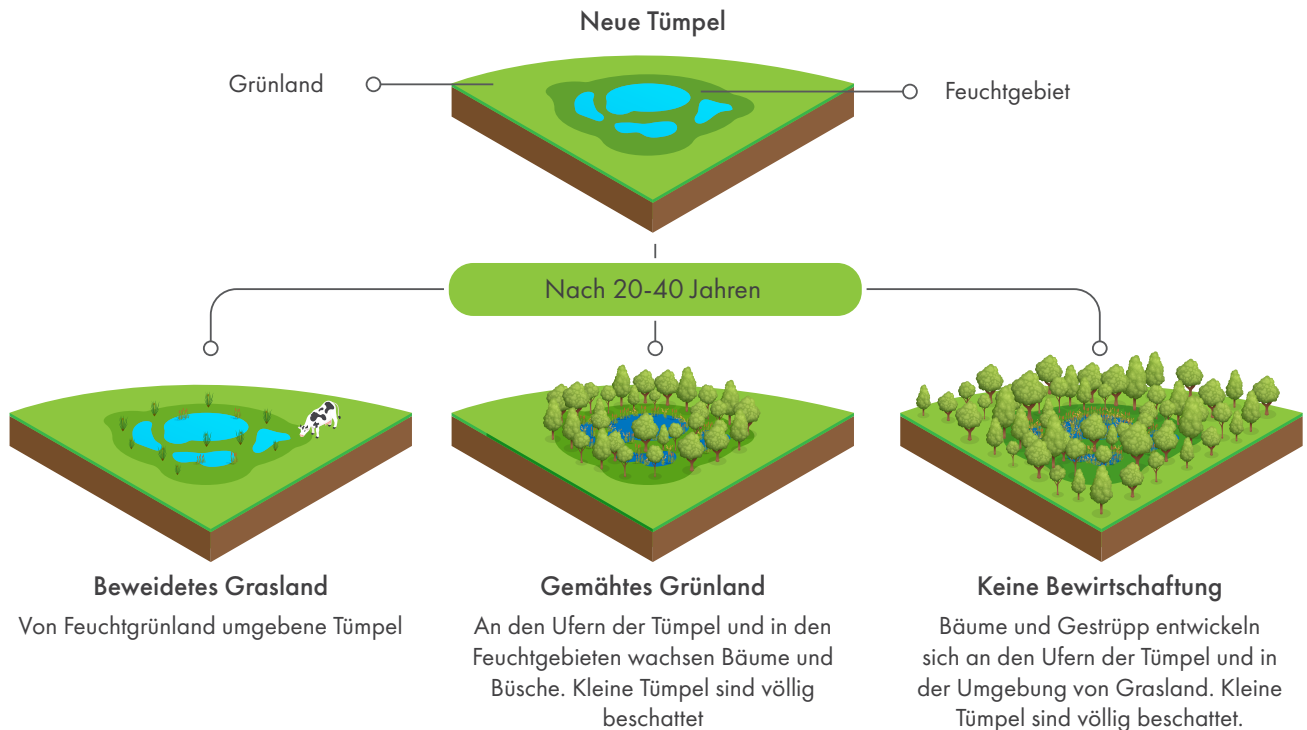 Neue Tümpel
Grünland
Feuchtgebiet
Nach 20-40 Jahren
Beweidetes Grasland
Von Feuchtgrünland umgebene Tümpel
Gemähtes Grünland
An den Ufern der Tümpel und in den
Feuchtgebieten wachsen Bäume und
Büsche. Kleine Tümpel sind völlig
beschattet
Keine Bewirtschaftung
Bäume und Gestrüpp entwickeln
sich an den Ufern der Tümpel und in
der Umgebung von Grasland. Kleine
Tümpel sind völlig beschattet.